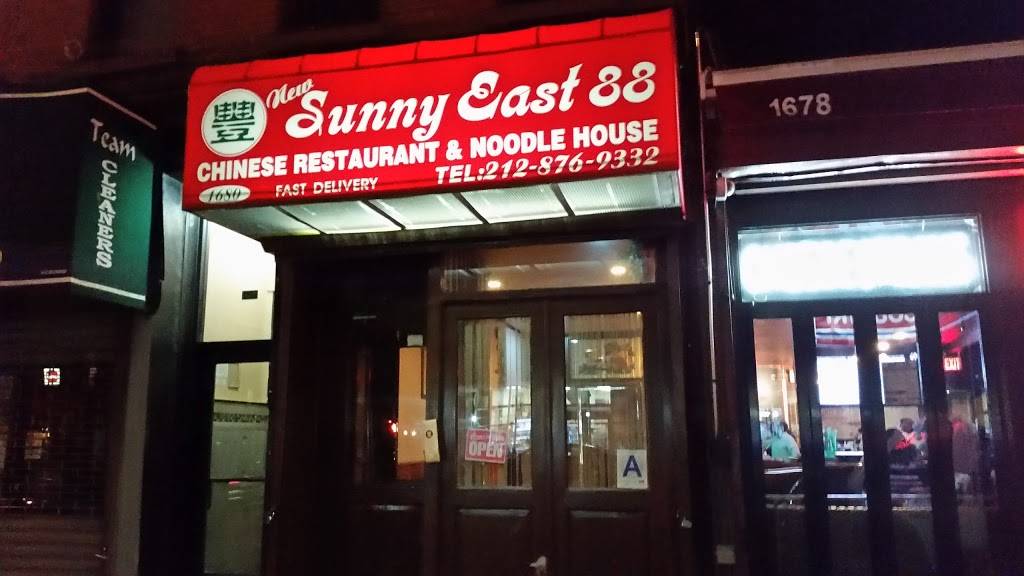 豐
New
Sunny East 88
CHINESE RESTAURANT & NOODLE HOUSE
TEL:212-876-9332
1680
FAST DELIVERY
Team
CLEANERS
1678
OPEN
A
EXIT